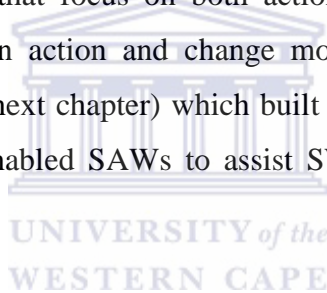 that focus on both action
n action and change mo
next chapter) which built
nabled SAWs to assist S
UNIVERSITY of the
WESTERN CAPE